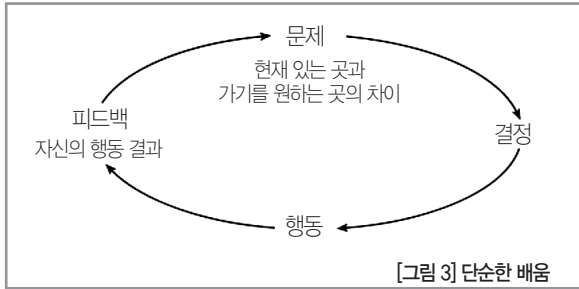 문제
현재 있는 곳과
가기를 원하는 곳의 차이
피드백
자신의 행동 결과
결정
행동
[그림 3] 단순한 배움